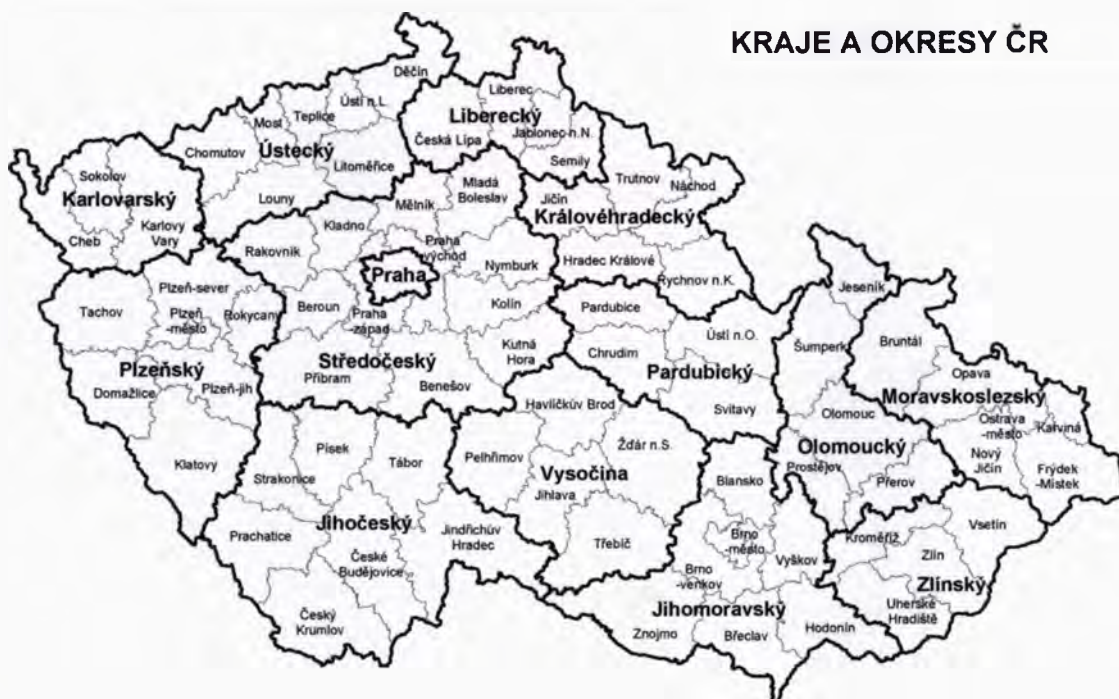 KRAJE A OKRESY ČR
Děčín
Liberec
Ústí n.L.
Teplice
Most
Liberecký
Jablonec n.N.
Česká Lípa
Chomutov
Ústecký
Litoměřice
Semily
Sokolov
Karlovarský
Louny
Mladá
Boleslav
Mělník
Trutnov
Náchod
Jičín
Královéhradecký
Karlovy
Vary
Cheb
Kladno
Rakovník
Praha
-východ
Nymburk
Hradec Králové
Rychnov n.K.
Praha
Jeseník
Plzeň-sever
Tachov
Plzeň
-město
Rokycany
Beroun
Praha
-západ
Kolín
Pardubice
Ústí n.O.
Šumperk
Bruntál
Plzeňský
Středočeský
Kutná
Hora
Chrudim
Pardubický
Opava
Domažlice
Plzeň-jih
Příbram
Benešov
Moravskoslezský
Svitavy
Olomouc
Ostrava
-město
Karviná
Havlíčkův Brod
Olomoucký
Klatovy
Písek
Tábor
Pelhřimov
Žďár n.S.
Prostějov
Přerov
Nový
Jičín
Frýdek
-Místek
Strakonice
Vysočina
Jihlava
Blansko
Prachatice
Jihočeský
Jindřichův
Hradec
Třebíč
Brno
-město
Vyškov
Kroměříž
Vsetín
Zlín
České
Budějovice
Brno
-venkov
Zlínský
Uherské
Hradiště
Jihomoravský
Český
Krumlov
Znojmo
Břeclav
Hodonín